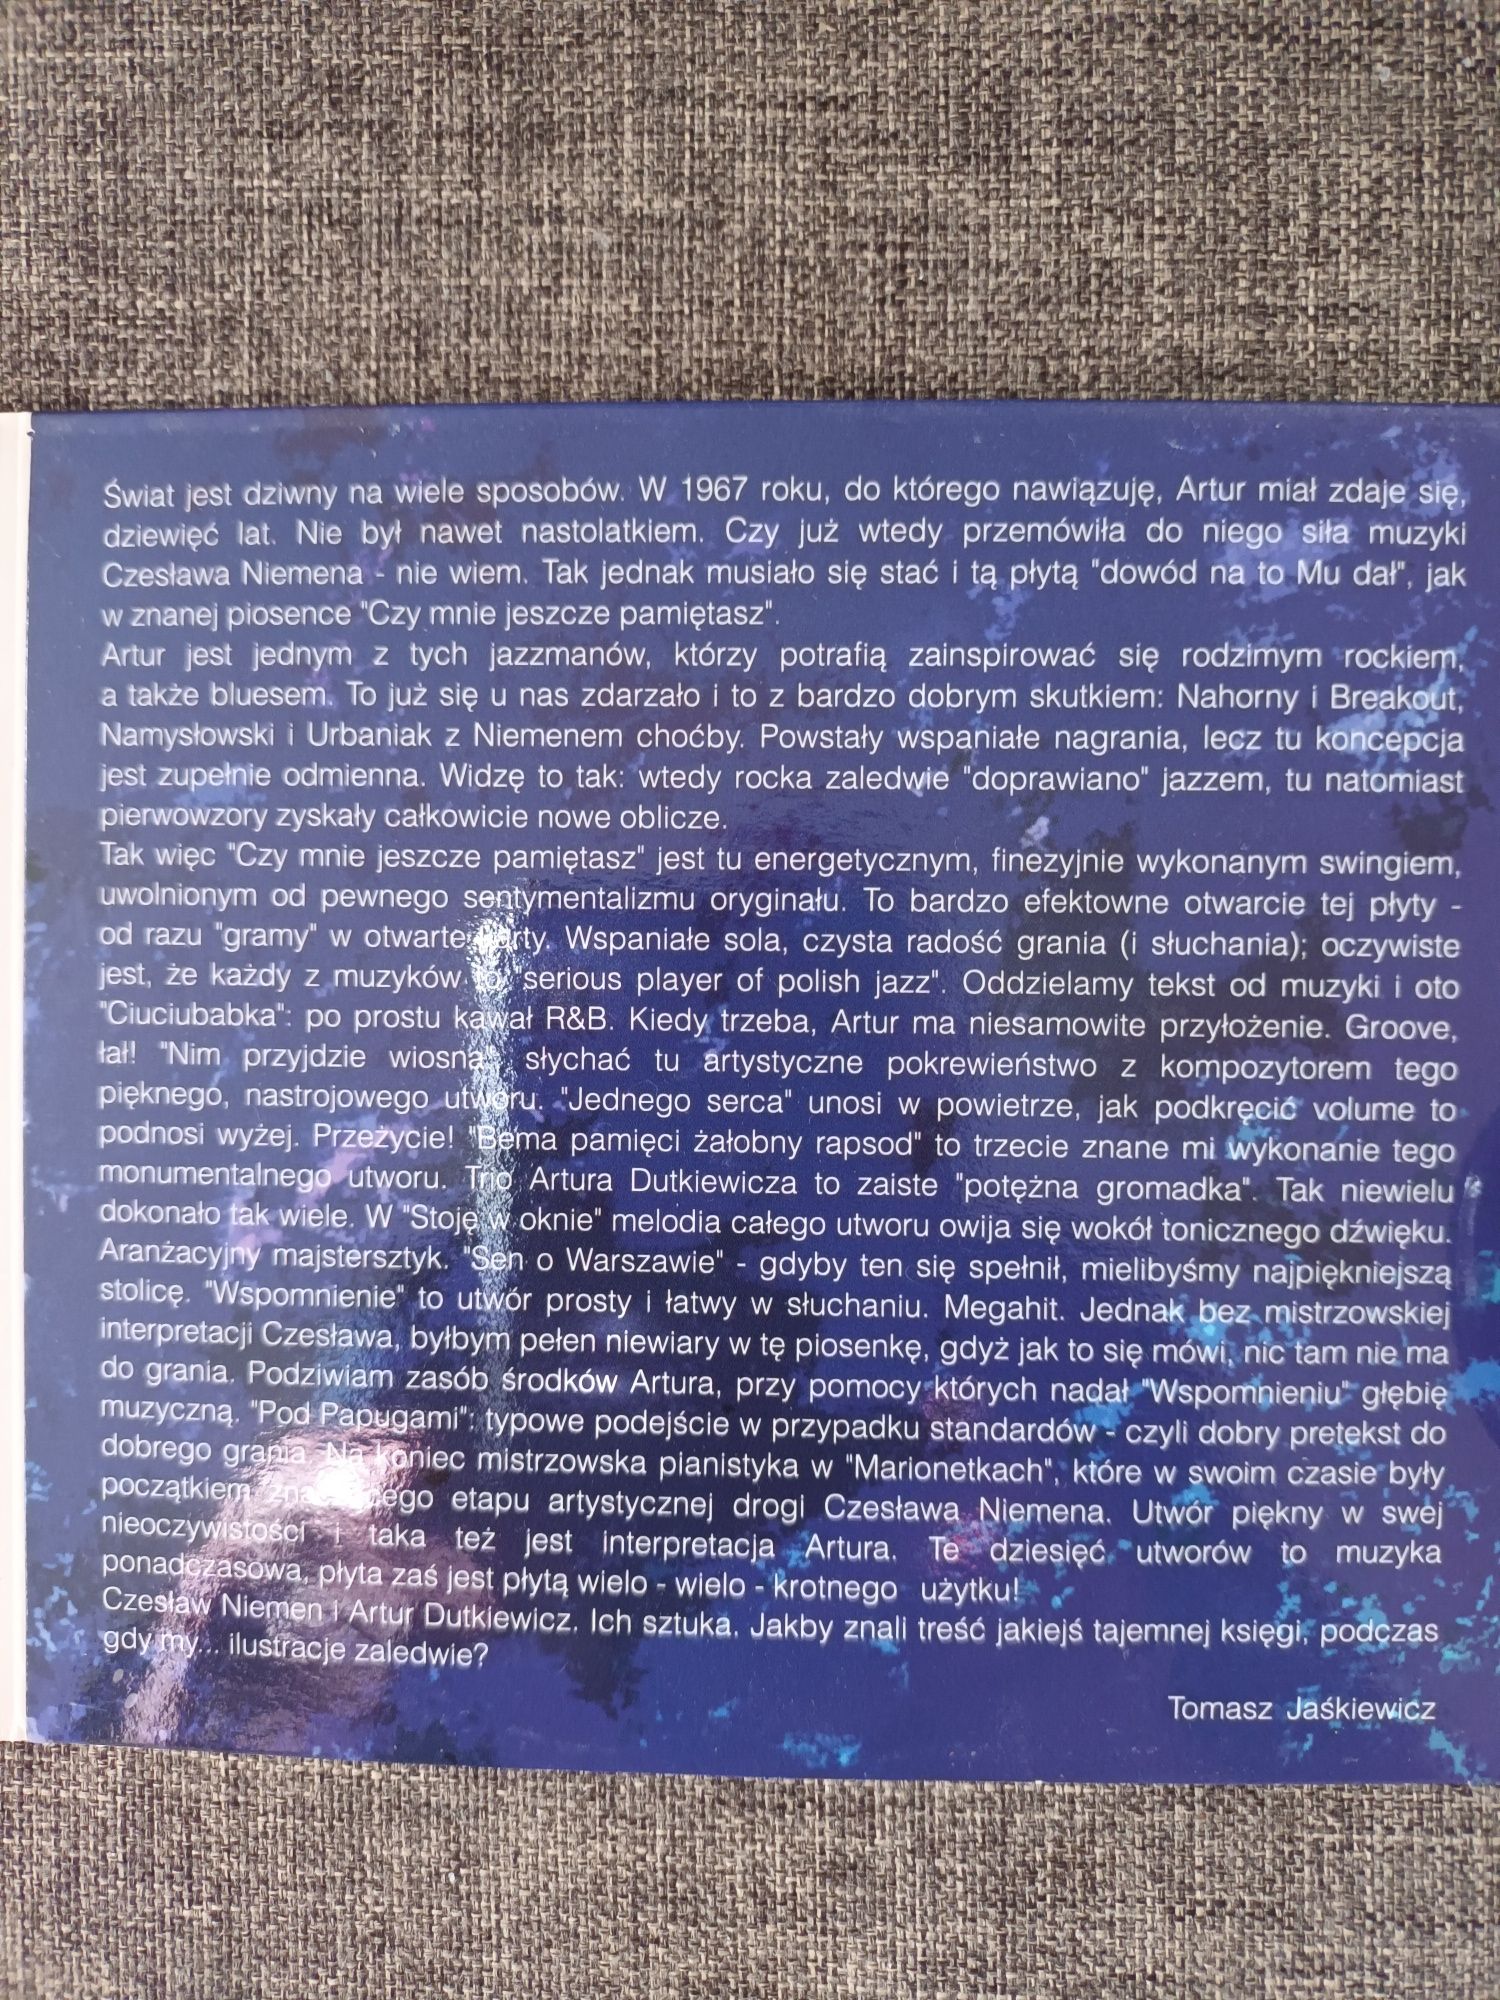 Świat jest dziwny na wiele sposobów. W 1967 roku, do którego nawiązuję, Artur miał zdaje się,
dziewięć lat. Nie był nawet nastolatkiem. Czy już wtedy przemówiła do niego siła muzyki
Czesława Niemena - nie wiem. Tak jednak musiało się stać i tą płytą "dowód na to Mu dał", jak
w znanej piosence "Czy mnie jeszcze pamiętasz".
Artur jest jednym z tych jazzmanów, którzy potrafią zainspirować się rodzimym rockiem,
a także bluesem. To już się u nas zdarzało i to z bardzo dobrym skutkiem: Nahorny i Breakout,
Namysłowski i Urbaniak z Niemenem choćby. Powstały wspaniałe nagrania, lecz tu koncepcja
jest zupełnie odmienna. Widzę to tak: wtedy rocka zaledwie "doprawiano" jazzem, tu natomiast
pierwowzory zyskały całkowicie nowe oblicze.
Tak więc "Czy mnie jeszcze pamiętasz" jest tu energetycznym, finezyjnie wykonanym swingiem,
uwolnionym od pewnego sentymentalizmu oryginału. To bardzo efektowne otwarcie tej płyty -
od razu "gramy" w otwarte karty. Wspaniałe sola, czysta radość grania (i słuchania); oczywiste
jest, że każdy z muzyków to "serious player of polish jazz". Oddzielamy tekst od muzyki i oto
"Ciuciubabka": po prostu kawał R&B. Kiedy trzeba, Artur ma niesamowite przyłożenie. Groove,
łał! "Nim przyjdzie wiosna" słychać tu artystyczne pokrewieństwo z kompozytorem tego
pięknego, nastrojowego utworu. "Jednego serca" unosi w powietrze, jak podkręcić volume to
podnosi wyżej. Przeżycie! "Bema pamięci żałobny rapsod" to trzecie znane mi wykonanie tego
monumentalnego utworu. Trio Artura Dutkiewicza to zaiste "potężna gromadka". Tak niewielu
dokonało tak wiele. W "Stoję w oknie" melodia całego utworu owija się wokół tonicznego dźwięku.
Aranżacyjny majstersztyk. "Sen o Warszawie" - gdyby ten się spełnił, mielibyśmy najpiękniejszą
stolicę. "Wspomnienie" to utwór prosty i łatwy w słuchaniu. Megahit. Jednak bez mistrzowskiej
interpretacji Czesława, byłbym pełen niewiary w tę piosenkę, gdyż jak to się mówi, nic tam nie ma
do grania. Podziwiam zasób środków Artura, przy pomocy których nadał "Wspomnieniu" głębię
muzyczną. "Pod Papugami": typowe podejście w przypadku standardów - czyli dobry pretekst do
dobrego grania. Na koniec mistrzowska pianistyka w "Marionetkach", które w swoim czasie były
początkiem etapu artystycznej drogi Czesława Niemena. Utwór piękny w swej
nieoczywistości i taka też jest interpretacja Artura. Te dziesięć utworów to muzyka
ponadczasowa, płyta zaś jest płytą wielo - wielo - krotnego użytku!
Czesław Niemen i Artur Dutkiewicz. Ich sztuka. Jakby znali treść jakiejś tajemnej księgi, podczas
gdy my... ilustracje zaledwie?
Tomasz Jaśkiewicz